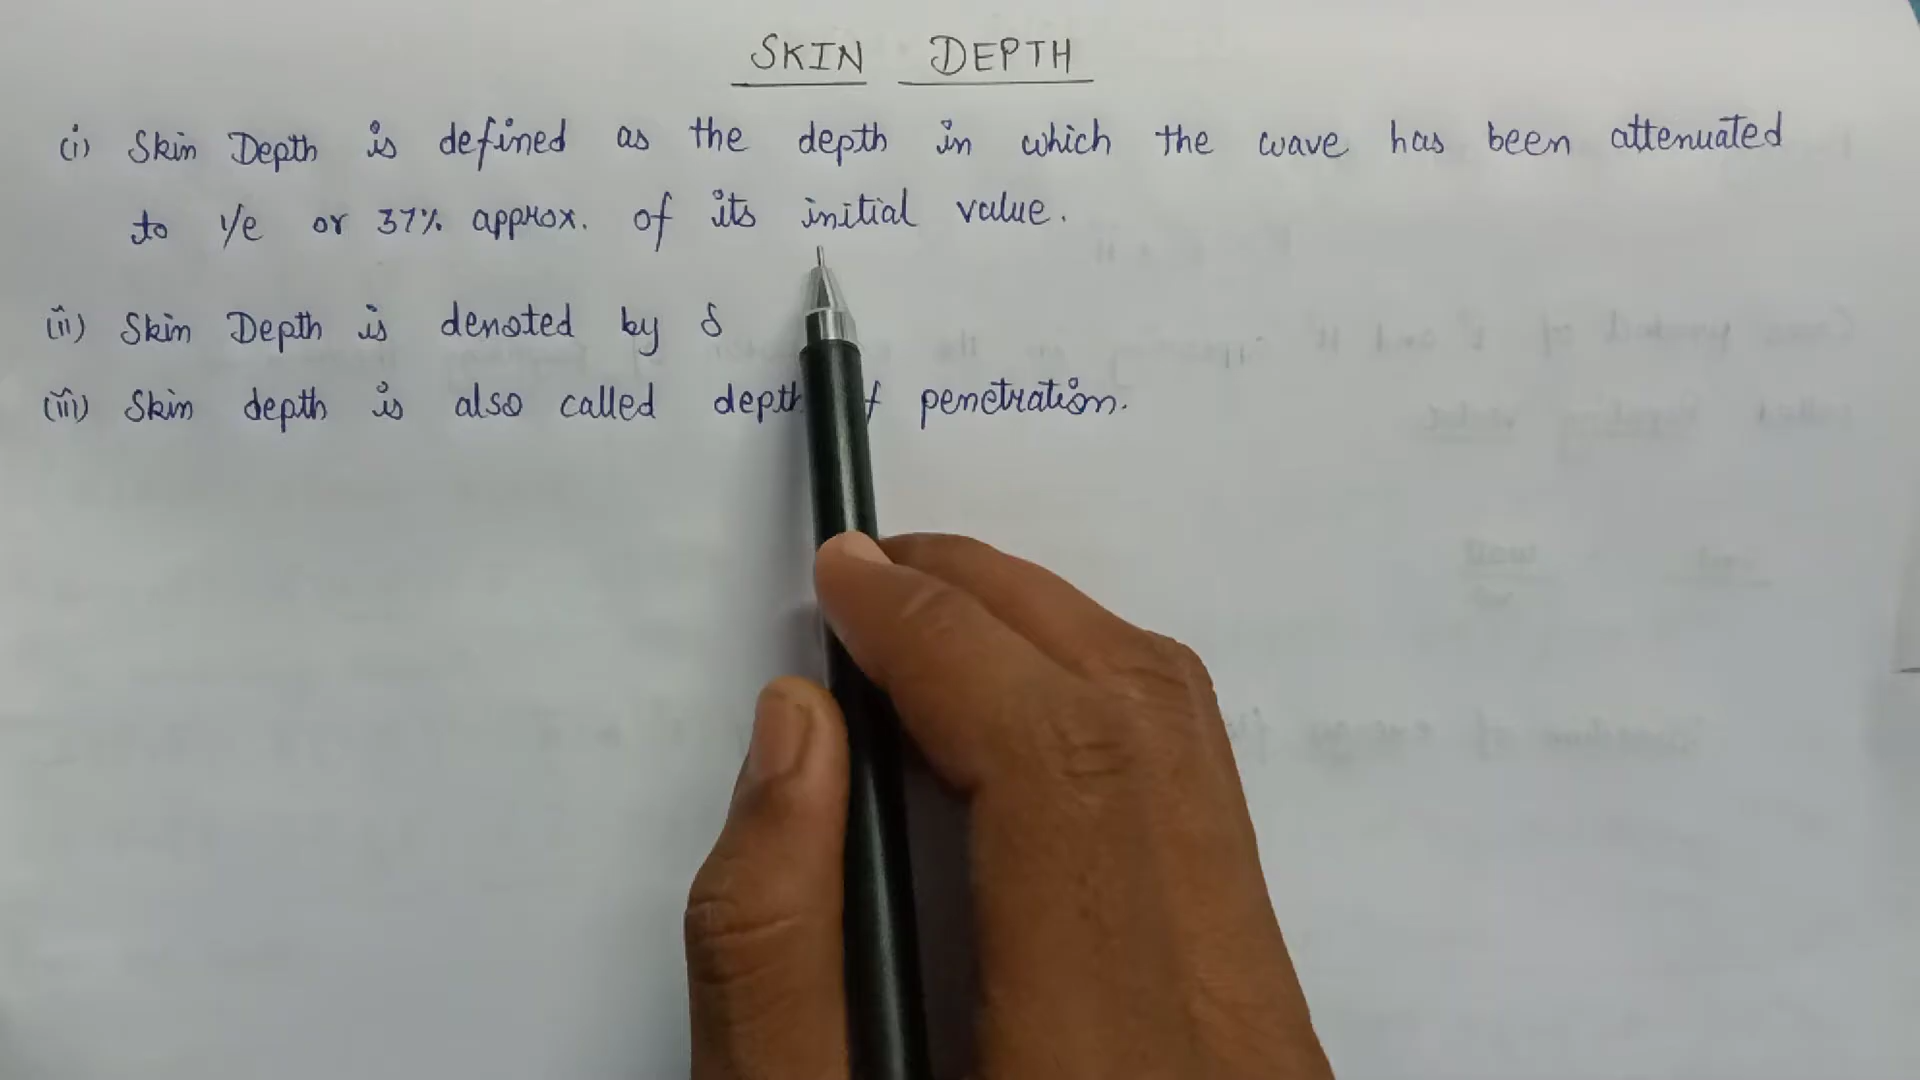 SKIN DEPTH
(i) Skin Depth is defined as the depth in which the wave has been attenuated
to 1/e or 37% approx. of its initial value.
(ii) Skin Depth is denoted by δ
(iii) Skin depth is also called depth of penetration.